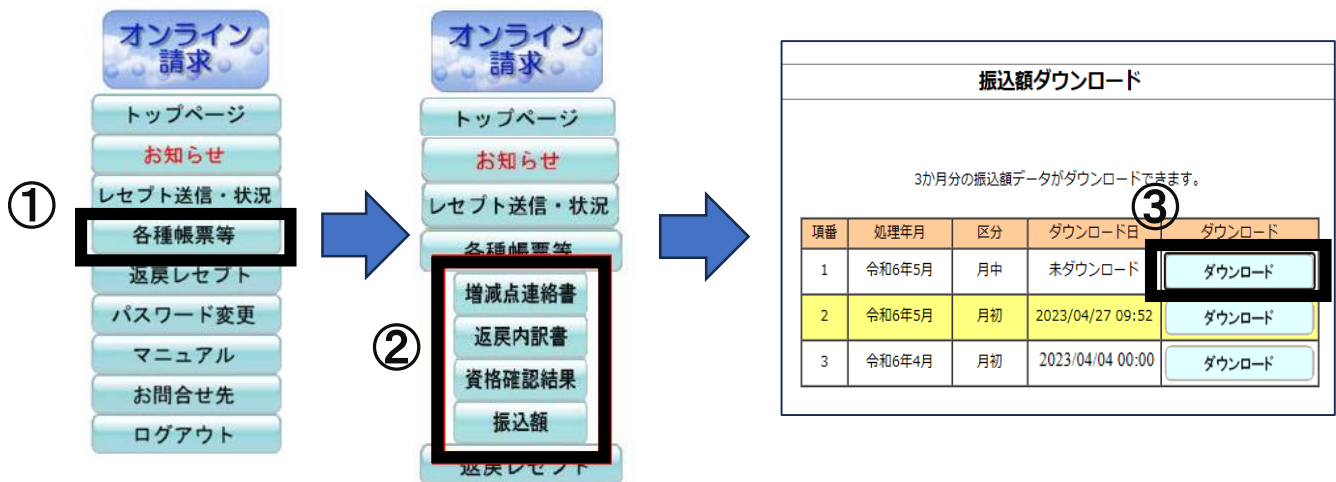 オンライン
請求
トップページ
お知らせ
レセプト送信・状況
①
各種帳票等
返戻レセプト
パスワード変更
マニュアル
お問合せ先
ログアウト
オンライン
請求
トップページ
お知らせ
レセプト送信・状況
各種帳票等
②
増減点連絡書
返戻内訳書
資格確認結果
振込額
返戻レセプト
振込額ダウンロード
3か月分の振込額データがダウンロードできます。
③
項番 処理年月 区分 ダウンロード日 ダウンロード
1 令和6年5月 月中 未ダウンロード ダウンロード
2 令和6年5月 月初 2023/04/27 09:52 ダウンロード
3 令和6年4月 月初 2023/04/04 00:00 ダウンロード